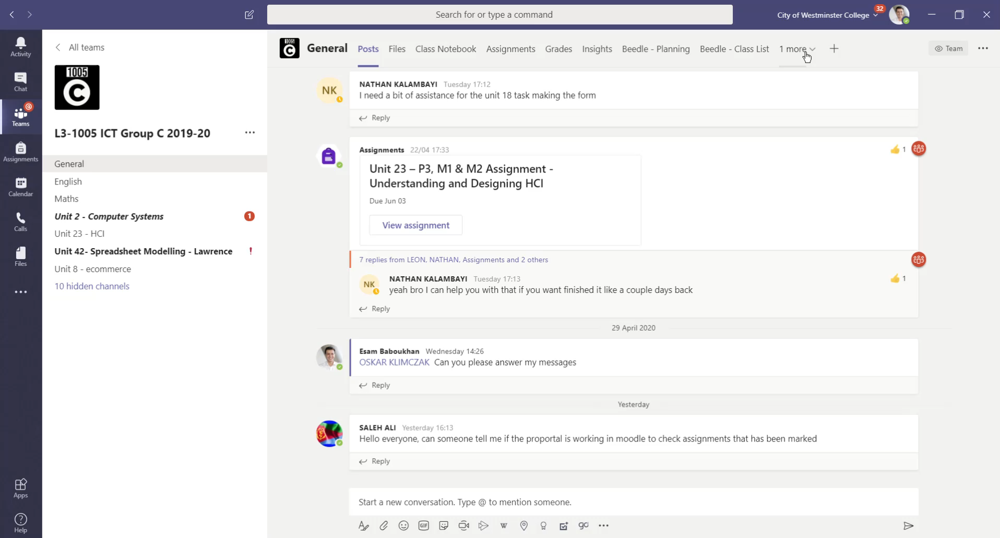 Search for or type a command
City of Westminster College
32
Activity
Chat
@
Teams
Assignments
Calendar
Calls
Files
Apps
Help
All teams
1005
C
L3-1005 ICT Group C 2019-20
General
English
Maths
Unit 2 - Computer Systems 1
Unit 23 - HCI
Unit 42- Spreadsheet Modelling - Lawrence !
Unit 8 - ecommerce
10 hidden channels
1005
C
General Posts Files Class Notebook Assignments Grades Insights Beedle - Planning Beedle - Class List 1 more
Team
NK
NATHAN KALAMBAYI Tuesday 17:12
I need a bit of assistance for the unit 18 task making the form
Reply
Assignments 22/04 17:33
1
Unit 23 – P3, M1 & M2 Assignment -
Understanding and Designing HCI
Due Jun 03
View assignment
7 replies from LEON, NATHAN, Assignments and 2 others
NK
NATHAN KALAMBAYI Tuesday 17:13
1
yeah bro I can help you with that if you want finished it like a couple days back
Reply
29 April 2020
Esam Baboukhan Wednesday 14:26
OSKAR KLIMCZAK Can you please answer my messages
Reply
Yesterday
SALEH ALI Yesterday 16:13
Hello everyone, can someone tell me if the proportal is working in moodle to check assignments that has been marked
Reply
Start a new conversation. Type @ to mention someone.
GIF
W
go